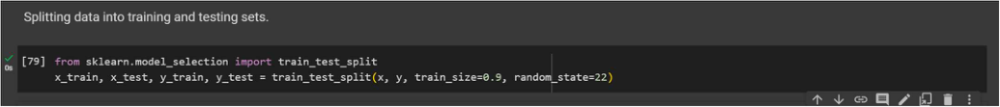 Splitting data into training and testing sets.
[79] from sklearn.model_selection import train_test_split
x_train, x_test, y_train, y_test = train_test_split(x, y, train_size=0.9, random_state=22)
0s